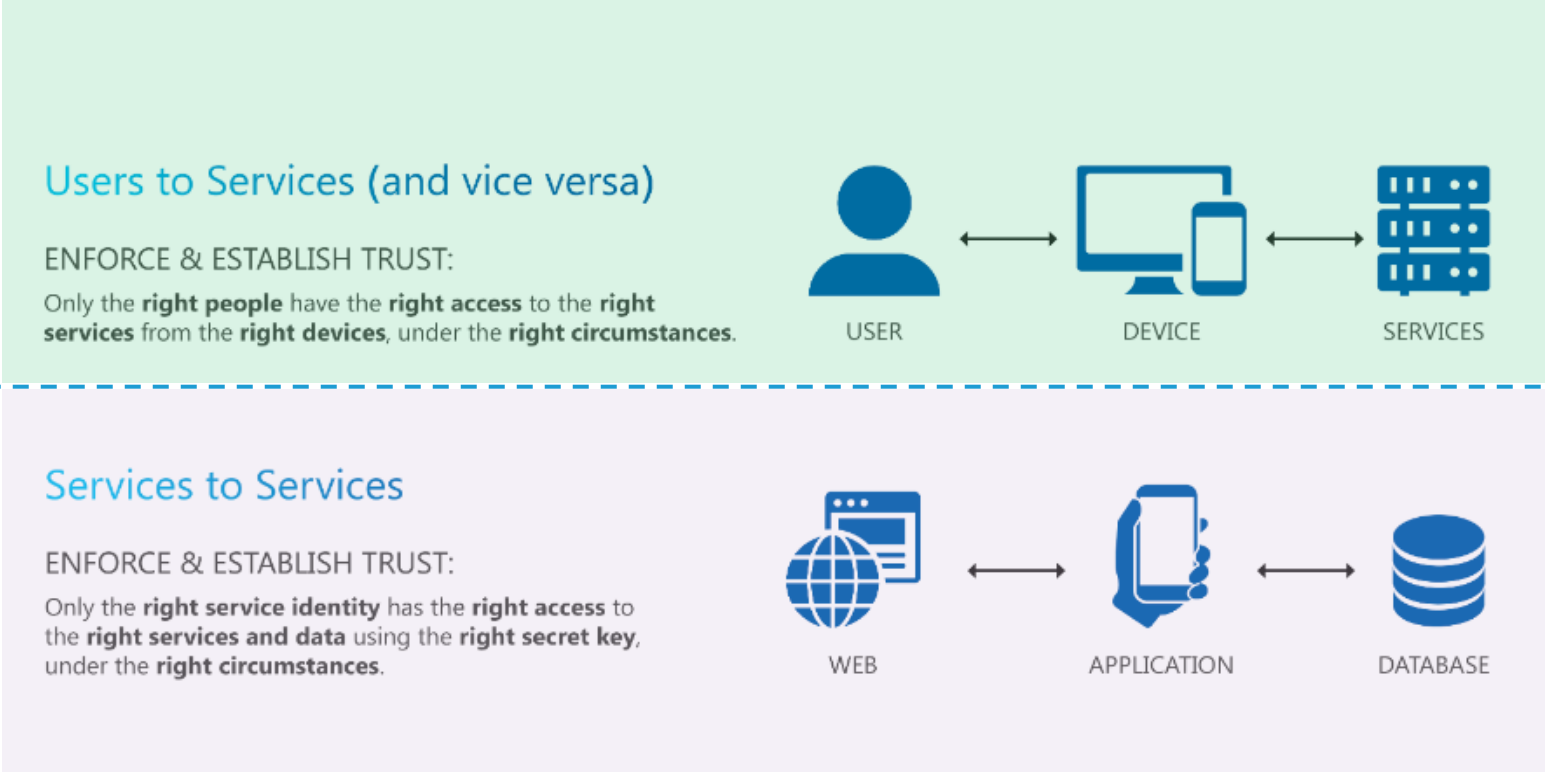 Users to Services (and vice versa)
ENFORCE & ESTABLISH TRUST:
Only the right people have the right access to the right
services from the right devices, under the right circumstances.
USER
DEVICE
SERVICES
Services to Services
ENFORCE & ESTABLISH TRUST:
Only the right service identity has the right access to
the right services and data using the right secret key,
under the right circumstances.
WEB
APPLICATION
DATABASE